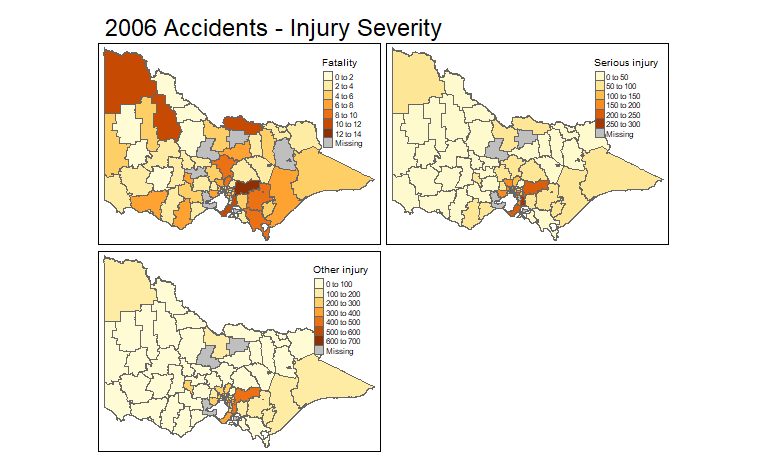 2006 Accidents - Injury Severity
Fatality
0 to 2
2 to 4
4 to 6
6 to 8
8 to 10
10 to 12
12 to 14
Missing
Serious injury
0 to 50
50 to 100
100 to 150
150 to 200
200 to 250
250 to 300
Missing
Other injury
0 to 100
100 to 200
200 to 300
300 to 400
400 to 500
500 to 600
600 to 700
Missing